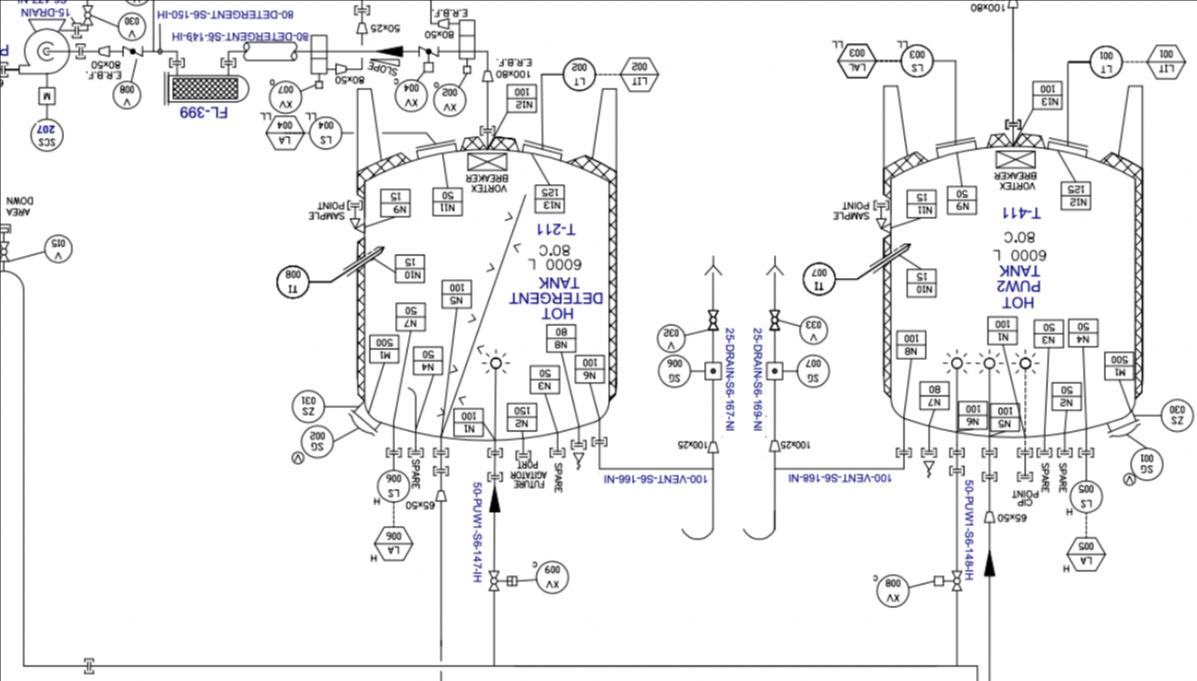 XV
009
C
XV
008
C
50-PUW1-S6-148-IH
50-PUW1-S6-147-IH
LA
005
H
LS
005
H
65x50
CIP
POINT
SPARE
SPARE
SG
001
V
ZS
030
100-VENT-S6-168-NI
100x25
M1
500
N4
50
N3
50
N2
50
N1
100
N5
100
N6
100
N7
80
N8
100
HOT
PUW2
TANK
6000 L
80°C
T-411
N10
15
TI
007
N11
15
SAMPLE
POINT
N12
125
N9
50
VORTEX
BREAKER
N13
100
LT
001
LIT
001
LS
003
LL
LAL
003
LL
100x80
25-DRAIN-S6-169-NI
SG
007
V
033
25-DRAIN-S6-167-NI
SG
006
V
032
100-VENT-S6-166-NI
100x25
LA
006
H
LS
006
H
65x50
SPARE
FUTURE
AGITATOR
PORT
SPARE
SG
002
V
ZS
031
N6
100
N3
50
N8
80
N2
150
N1
100
N4
50
M1
500
N7
50
N5
100
HOT
DETERGENT
TANK
6000 L
80°C
T-211
N10
15
TI
008
N9
15
SAMPLE
POINT
N13
125
N11
50
VORTEX
BREAKER
N12
100
LT
002
LIT
002
LS
004
LL
LA
004
LL
100x80
E.R.B.F.
XV
002
C
XV
004
C
80x50
E.R.B.F.
50x25
SLOPE
80x50
XV
007
C
FL-399
80-DETERGENT-S6-149-IH
80-DETERGENT-S6-150-IH
V
008
E.R.B.F.
80x50
V
030
15-DRAIN
S6-177-NI
M
SCS
207
V
015
AREA
DOWN